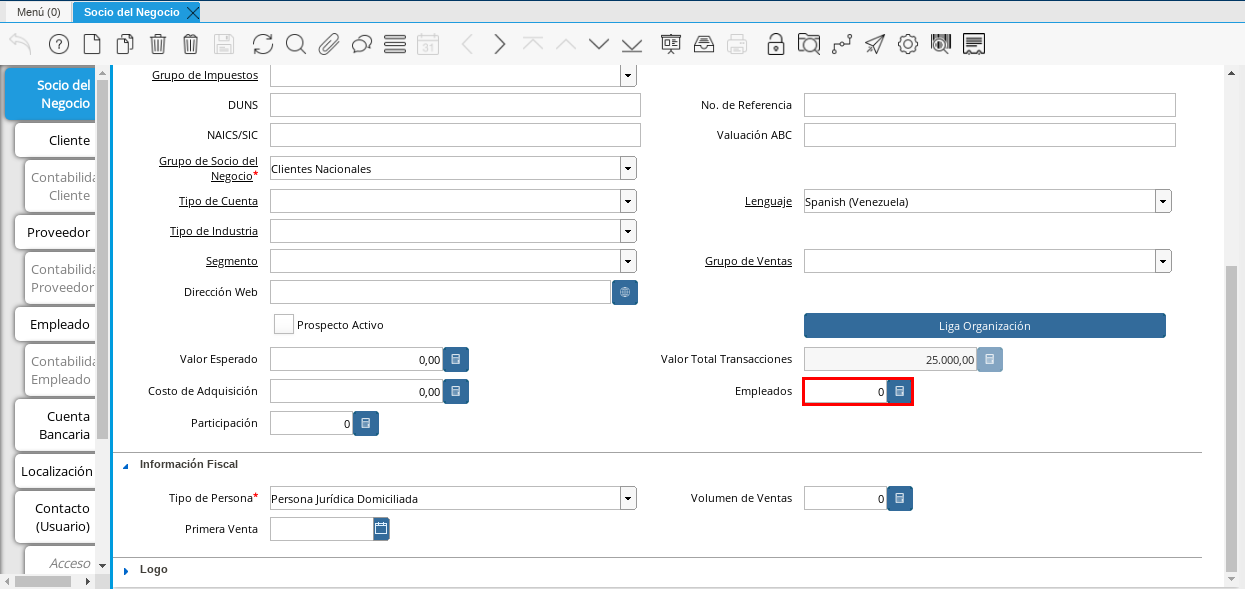 Menú (0)
Socio del Negocio
31
Socio del
Negocio
Cliente
Contabilida
Cliente
Proveedor
Contabilida
Proveedor
Empleado
Contabilida
Empleado
Cuenta
Bancaria
Localización
Contacto
(Usuario)
Acceso
Grupo de Impuestos
DUNS
No. de Referencia
NAICS/SIC
Valuación ABC
Grupo de Socio del
Negocio*
Clientes Nacionales
Tipo de Cuenta
Lenguaje
Spanish (Venezuela)
Tipo de Industria
Segmento
Grupo de Ventas
Dirección Web
Prospecto Activo
Liga Organización
Valor Esperado
0,00
Valor Total Transacciones
25.000,00
Costo de Adquisición
0,00
Empleados
0
Participación
0
Información Fiscal
Tipo de Persona*
Persona Jurídica Domiciliada
Volumen de Ventas
0
Primera Venta
Logo